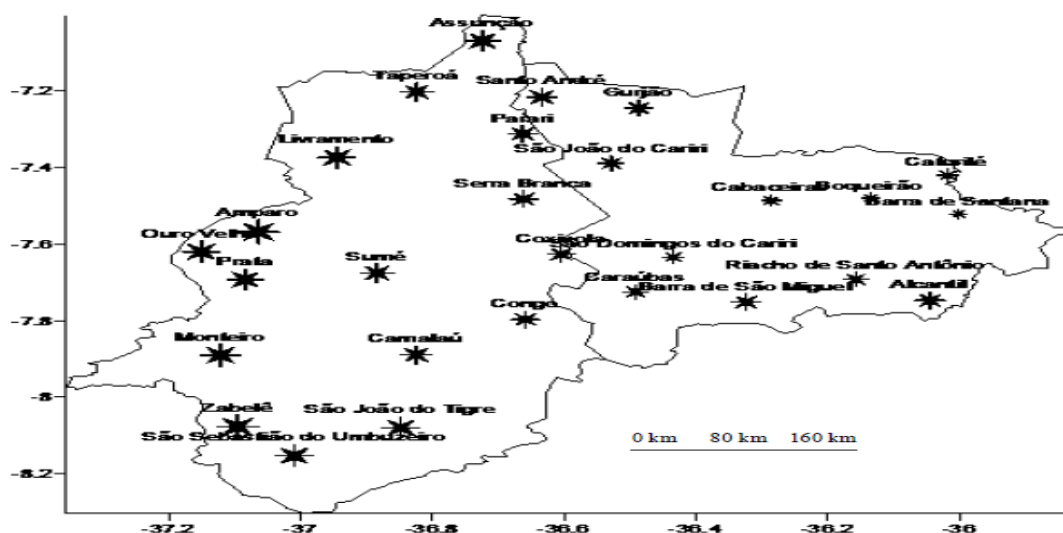 Assunção
Taperoá
Santo André
Gurjão
-7.2
Parari
Livramento
São João do Cariri
-7.4
Caturité
Serra Branca
Cabaceiras
Boqueirão
Barra de Santana
Amparo
Ouro Velho
Coxixola
São Domingos do Cariri
-7.6
Prata
Sumé
Riacho de Santo Antônio
Caraúbas
Barra de São Miguel
Alcantil
Congo
-7.8
Monteiro
Camalaú
-8
Zabelê
São João do Tigre
São Sebastião do Umbuzeiro
0 km 80 km 160 km
-8.2
-37.2 -37 -36.8 -36.6 -36.4 -36.2 -36